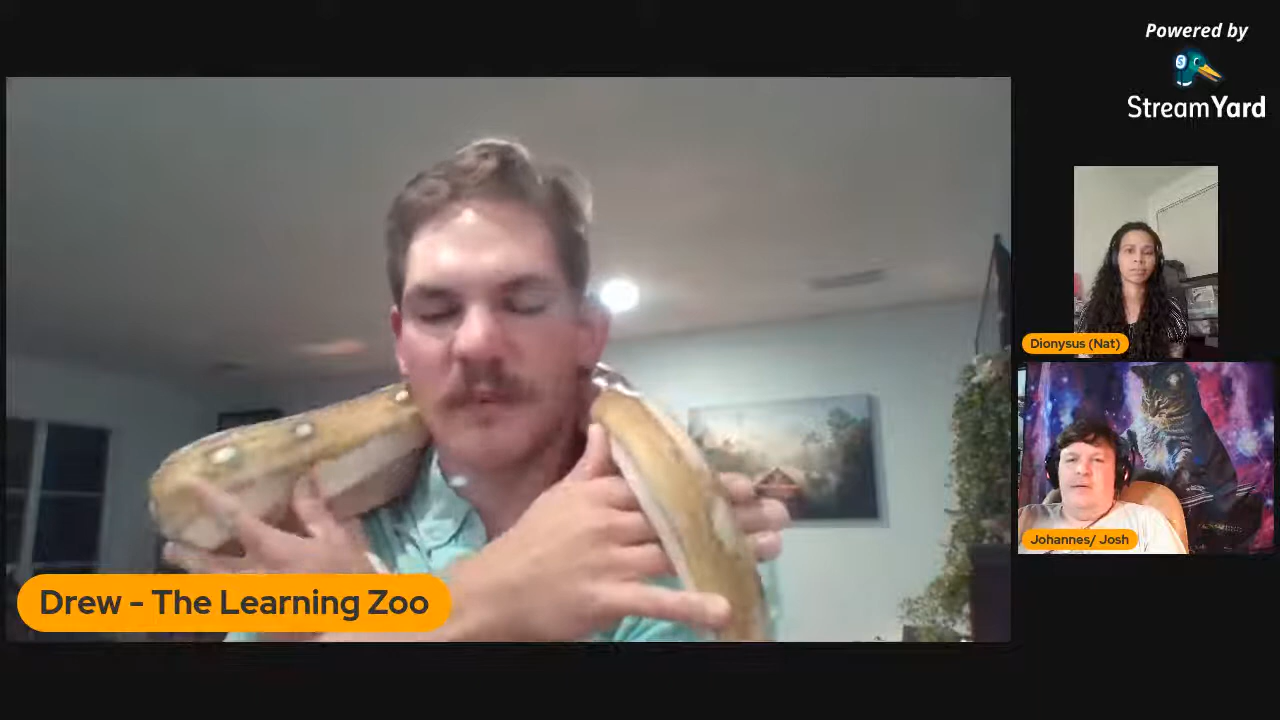 Powered by
StreamYard
Dionysus (Nat)
Johannes/ Josh
Drew - The Learning Zoo